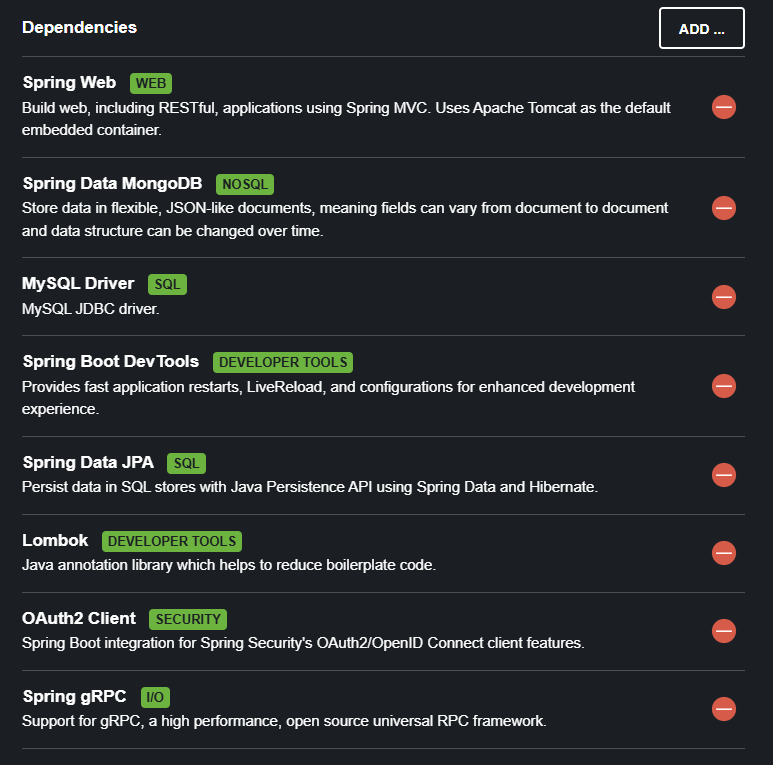 Dependencies
ADD ...
Spring Web WEB
Build web, including RESTful, applications using Spring MVC. Uses Apache Tomcat as the default
embedded container.
Spring Data MongoDB NOSQL
Store data in flexible, JSON-like documents, meaning fields can vary from document to document
and data structure can be changed over time.
MySQL Driver SQL
MySQL JDBC driver.
Spring Boot DevTools DEVELOPER TOOLS
Provides fast application restarts, LiveReload, and configurations for enhanced development
experience.
Spring Data JPA SQL
Persist data in SQL stores with Java Persistence API using Spring Data and Hibernate.
Lombok DEVELOPER TOOLS
Java annotation library which helps to reduce boilerplate code.
OAuth2 Client SECURITY
Spring Boot integration for Spring Security's OAuth2/OpenID Connect client features.
Spring gRPC I/O
Support for gRPC, a high performance, open source universal RPC framework.